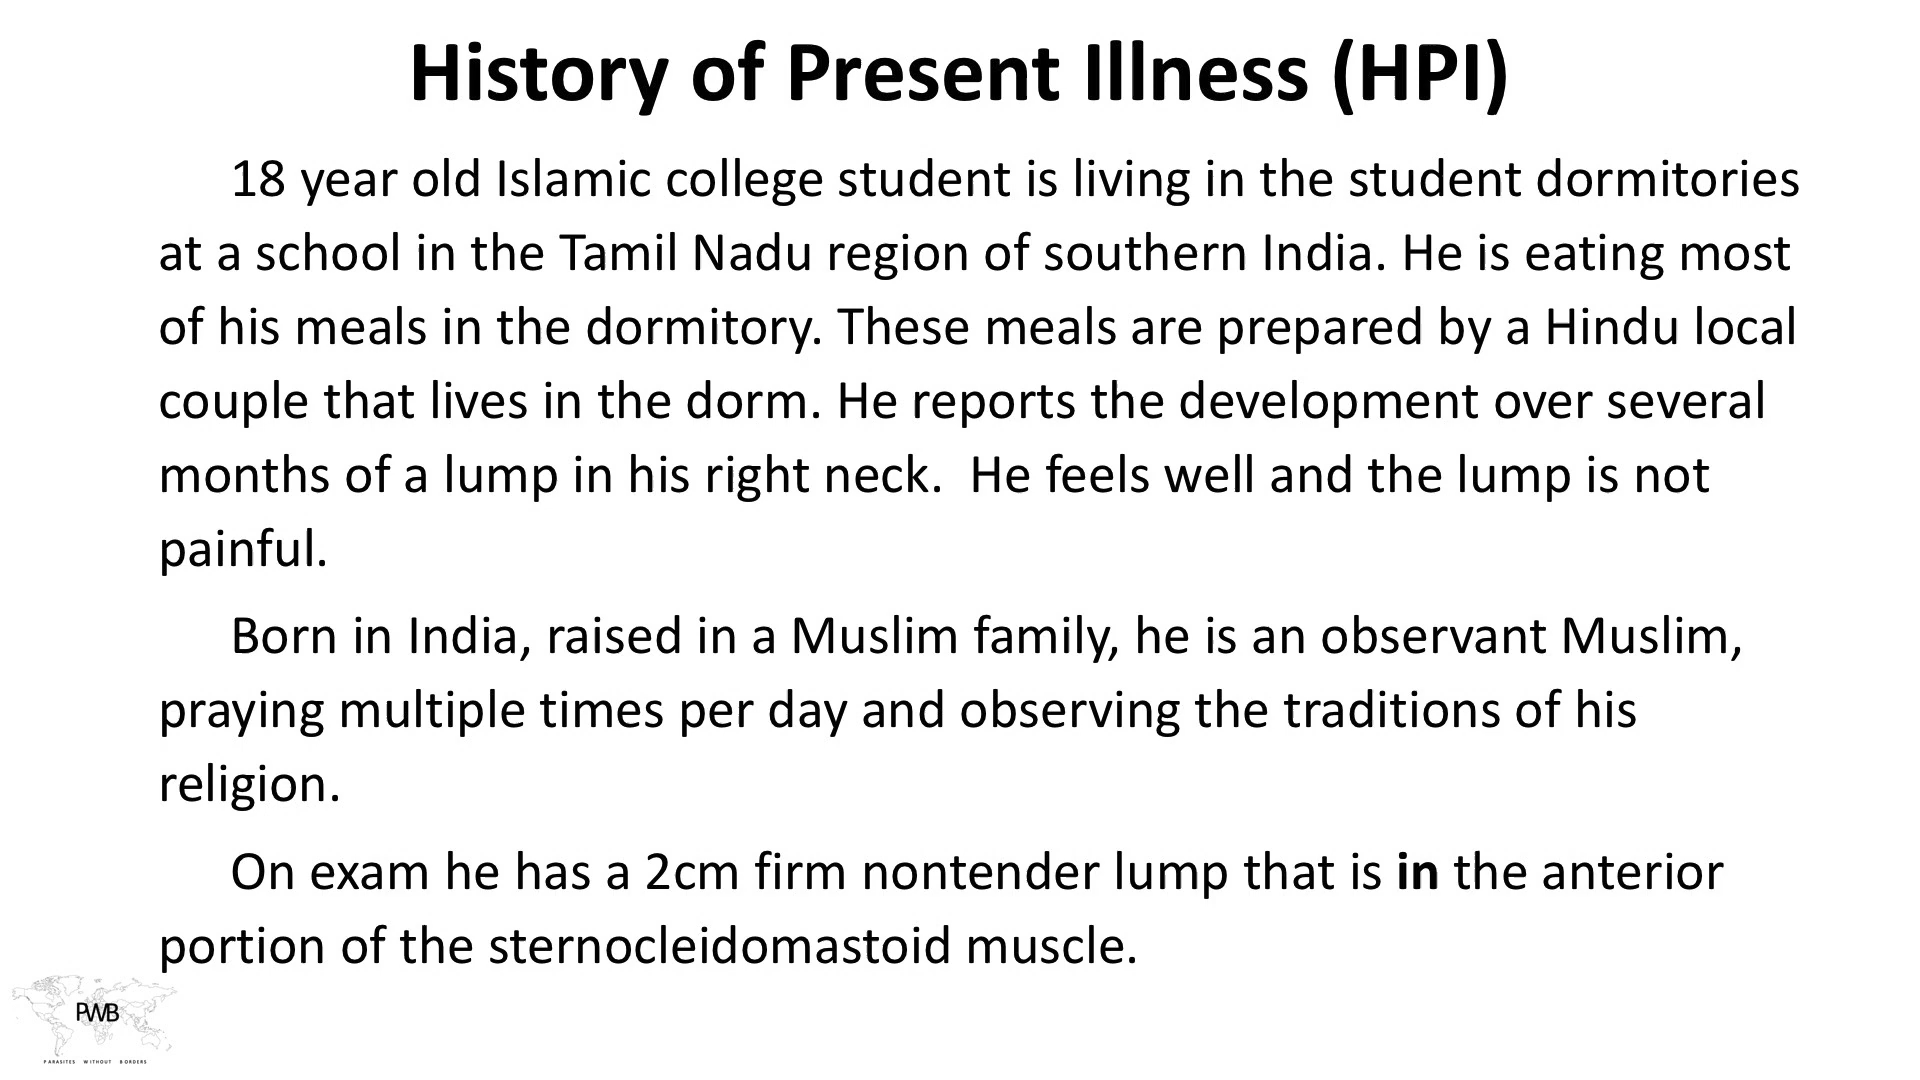 History of Present Illness (HPI)
18 year old Islamic college student is living in the student dormitories
at a school in the Tamil Nadu region of southern India. He is eating most
of his meals in the dormitory. These meals are prepared by a Hindu local
couple that lives in the dorm. He reports the development over several
months of a lump in his right neck.  He feels well and the lump is not
painful.
Born in India, raised in a Muslim family, he is an observant Muslim,
praying multiple times per day and observing the traditions of his
religion.
On exam he has a 2cm firm nontender lump that is in the anterior
portion of the sternocleidomastoid muscle.
PWB
PARASITES WITHOUT BORDERS